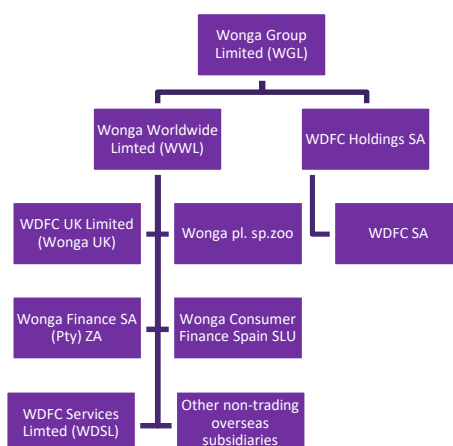 Wonga Group
Limited (WGL)
Wonga Worldwide
Limted (WWL)
WDFC Holdings SA
WDFC UK Limited
(Wonga UK)
Wonga pl. sp.zoo
WDFC SA
Wonga Finance SA
(Pty) ZA
Wonga Consumer
Finance Spain SLU
WDFC Services
Limted (WDSL)
Other non-trading
overseas
subsidiaries